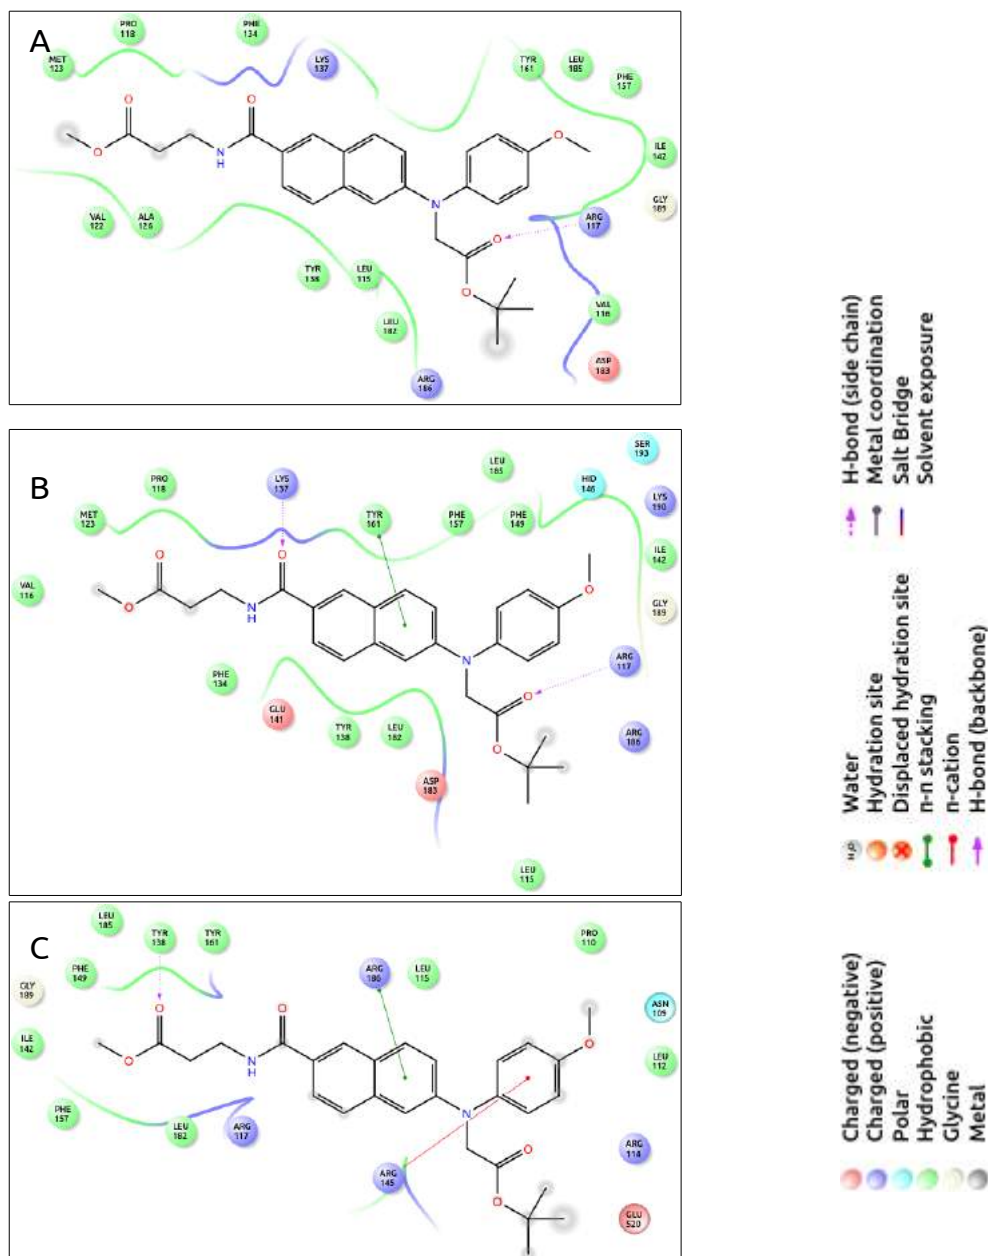 A
PRO
118
PHE
134
MET
123
LYS
137
TYR
161
LEU
185
PHE
157
O
O
O
O
N
H
ILE
142
GLY
189
N
VAL
122
ALA
126
ARG
117
O
TYR
138
LEU
115
O
VAL
116
LEU
182
ASP
183
ARG
186
B
SER
193
LEU
185
PRO
118
LYS
137
HID
146
LYS
190
MET
123
TYR
161
PHE
157
PHE
149
O
O
ILE
142
VAL
116
O
N
H
O
GLY
189
N
ARG
117
PHE
134
O
GLU
141
TYR
138
LEU
182
O
ARG
186
ASP
183
LEU
115
C
LEU
185
TYR
138
TYR
161
PRO
110
PHE
149
ARG
186
LEU
115
GLY
189
O
O
ASN
109
ILE
142
O
N
H
O
LEU
112
PHE
157
LEU
182
ARG
117
N
ARG
114
O
ARG
145
O
GLU
520
Charged (negative)
Charged (positive)
Polar
Hydrophobic
Glycine
Metal
H₂O
Water
Hydration site
Displaced hydration site
π-π stacking
π-cation
H-bond (backbone)
H-bond (side chain)
Metal coordination
Salt Bridge
Solvent exposure